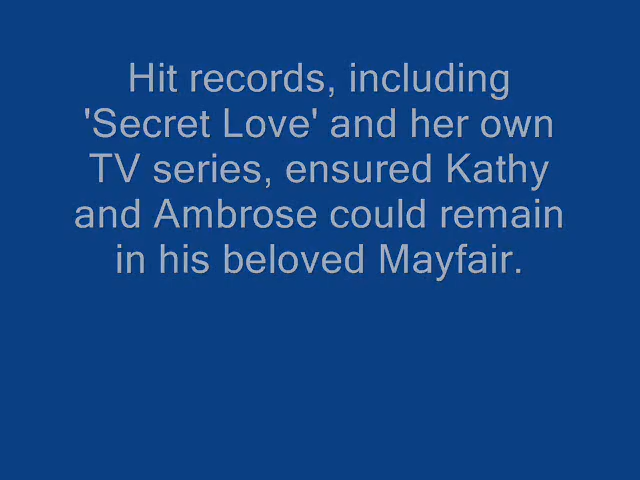 Hit records, including
'Secret Love' and her own
TV series, ensured Kathy
and Ambrose could remain
in his beloved Mayfair.